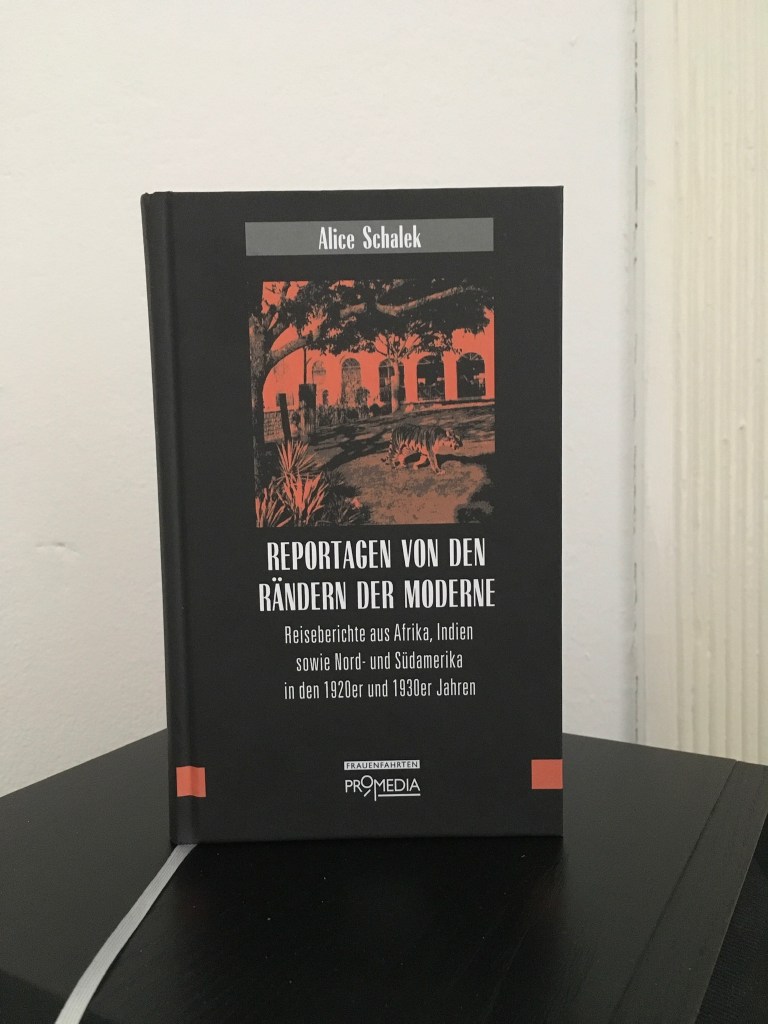 Alice Schalek
REPORTAGEN VON DEN
RÄNDERN DER MODERNE
Reiseberichte aus Afrika, Indien
sowie Nord- und Südamerika
in den 1920er und 1930er Jahren
FRAUENFAHRTEN
PROMEDIA